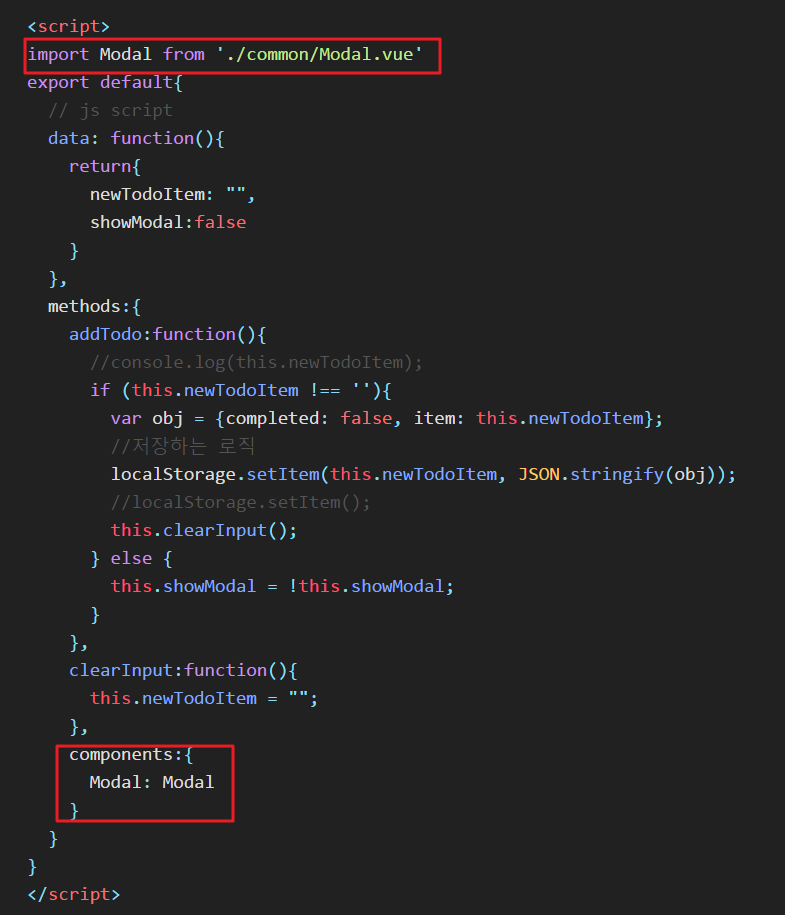 <script>
import Modal from './common/Modal.vue'
export default{
  // js script
  data: function(){
    return{
      newTodoItem: "",
      showModal:false
    }
  },
  methods:{
    addTodo:function(){
      //console.log(this.newTodoItem);
      if (this.newTodoItem !== ''){
        var obj = {completed: false, item: this.newTodoItem};
        //저장하는 로직
        localStorage.setItem(this.newTodoItem, JSON.stringify(obj));
        //localStorage.setItem();
        this.clearInput();
      } else {
        this.showModal = !this.showModal;
      }
    },
    clearInput:function(){
      this.newTodoItem = "";
    },
    components:{
      Modal: Modal
    }
  }
}
</script>